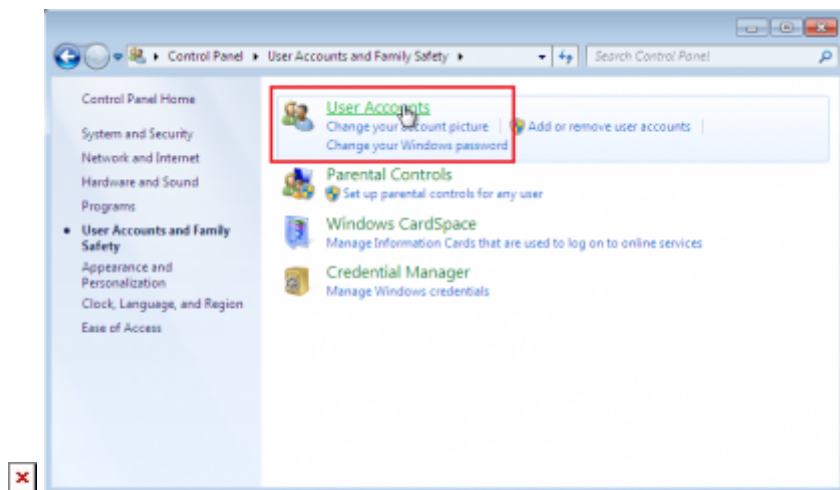 Control Panel User Accounts and Family Safety Search Control Panel
Control Panel Home
System and Security
Network and Internet
Hardware and Sound
Programs
User Accounts and Family
Safety
Appearance and
Personalization
Clock, Language, and Region
Ease of Access
User Accounts
Change your account picture Add or remove user accounts
Change your Windows password
Parental Controls
Set up parental controls for any user
Windows CardSpace
Manage Information Cards that are used to log on to online services
Credential Manager
Manage Windows credentials